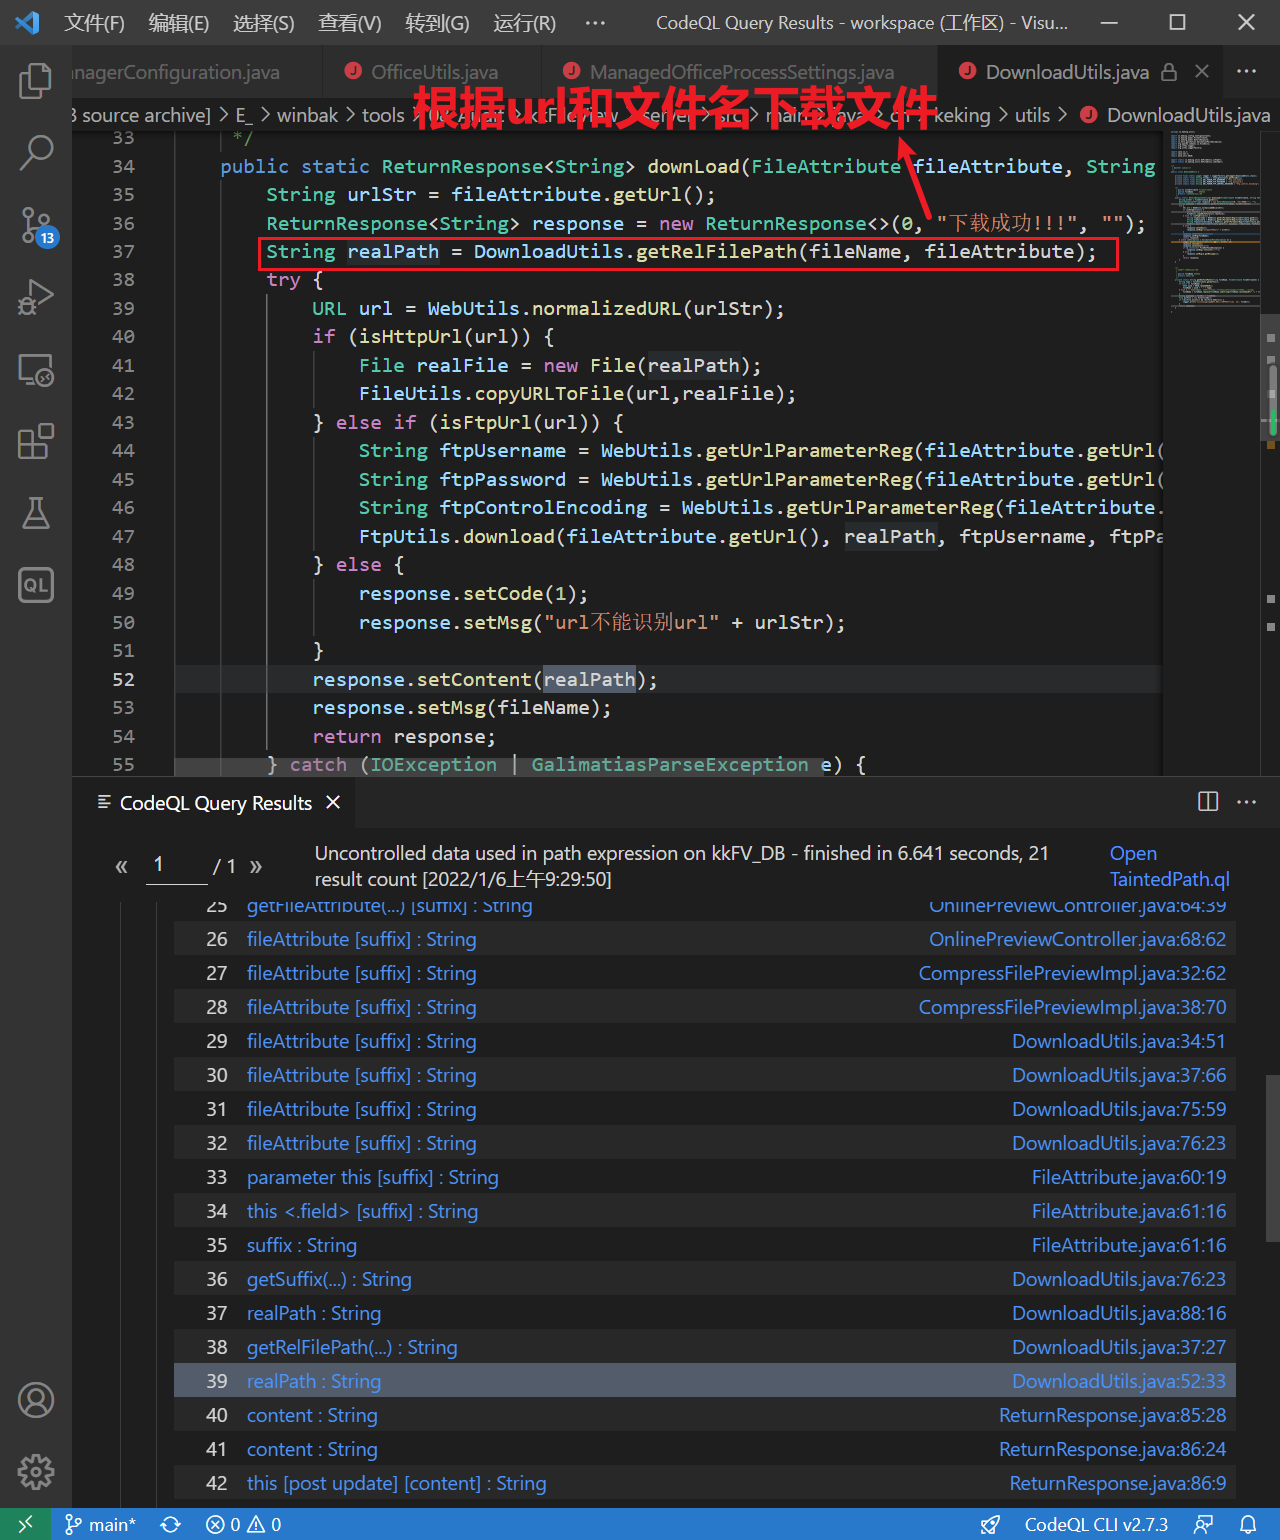 文件(F) 编辑(E) 选择(S) 查看(V) 转到(G) 运行(R) ··· CodeQL Query Results - workspace (工作区) - Visu...
anagerConfiguration.java OfficeUtils.java ManagedOfficeProcessSettings.java DownloadUtils.java
根据url和文件名下载文件
3 source archive] > E_ > winbak > tools > kkFileView > server > src > main > java > cn > keking > utils > DownloadUtils.java
33 */
34 public static ReturnResponse<String> downLoad(FileAttribute fileAttribute, String
35 String urlStr = fileAttribute.getUrl();
36 ReturnResponse<String> response = new ReturnResponse<>(0, "下载成功!!!", "");
37 String realPath = DownloadUtils.getRelFilePath(fileName, fileAttribute);
38 try {
39 URL url = WebUtils.normalizedURL(urlStr);
40 if (isHttpUrl(url)) {
41 File realFile = new File(realPath);
42 FileUtils.copyURLToFile(url,realFile);
43 } else if (isFtpUrl(url)) {
44 String ftpUsername = WebUtils.getUrlParameterReg(fileAttribute.getUrl(
45 String ftpPassword = WebUtils.getUrlParameterReg(fileAttribute.getUrl(
46 String ftpControlEncoding = WebUtils.getUrlParameterReg(fileAttribute.
47 FtpUtils.download(fileAttribute.getUrl(), realPath, ftpUsername, ftpPa
48 } else {
49 response.setCode(1);
50 response.setMsg("url不能识别url" + urlStr);
51 }
52 response.setContent(realPath);
53 response.setMsg(fileName);
54 return response;
55 } catch (IOException | GalimatiasParseException e) {
13
QL
CodeQL Query Results
« 1 / 1 »
Uncontrolled data used in path expression on kkFV_DB - finished in 6.641 seconds, 21
result count [2022/1/6上午9:29:50]
Open
TaintedPath.ql
25 getFileAttribute(...) [suffix] : String OnlinePreviewController.java:64:39
26 fileAttribute [suffix] : String OnlinePreviewController.java:68:62
27 fileAttribute [suffix] : String CompressFilePreviewImpl.java:32:62
28 fileAttribute [suffix] : String CompressFilePreviewImpl.java:38:70
29 fileAttribute [suffix] : String DownloadUtils.java:34:51
30 fileAttribute [suffix] : String DownloadUtils.java:37:66
31 fileAttribute [suffix] : String DownloadUtils.java:75:59
32 fileAttribute [suffix] : String DownloadUtils.java:76:23
33 parameter this [suffix] : String FileAttribute.java:60:19
34 this <.field> [suffix] : String FileAttribute.java:61:16
35 suffix : String FileAttribute.java:61:16
36 getSuffix(...) : String DownloadUtils.java:76:23
37 realPath : String DownloadUtils.java:88:16
38 getRelFilePath(...) : String DownloadUtils.java:37:27
39 realPath : String DownloadUtils.java:52:33
40 content : String ReturnResponse.java:85:28
41 content : String ReturnResponse.java:86:24
42 this [post update] [content] : String ReturnResponse.java:86:9
main* 0 0 CodeQL CLI v2.7.3